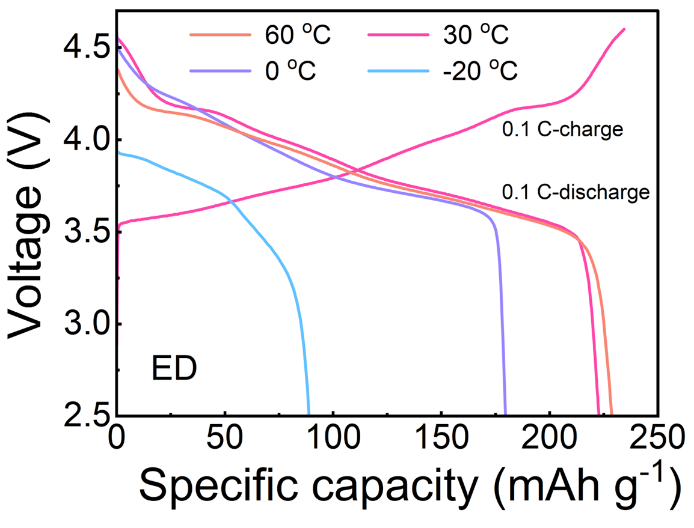 Voltage (V)
4.5
4.0
3.5
3.0
2.5
60 °C
30 °C
0 °C
-20 °C
0.1 C-charge
0.1 C-discharge
ED
0 50 100 150 200 250
Specific capacity (mAh g⁻¹)